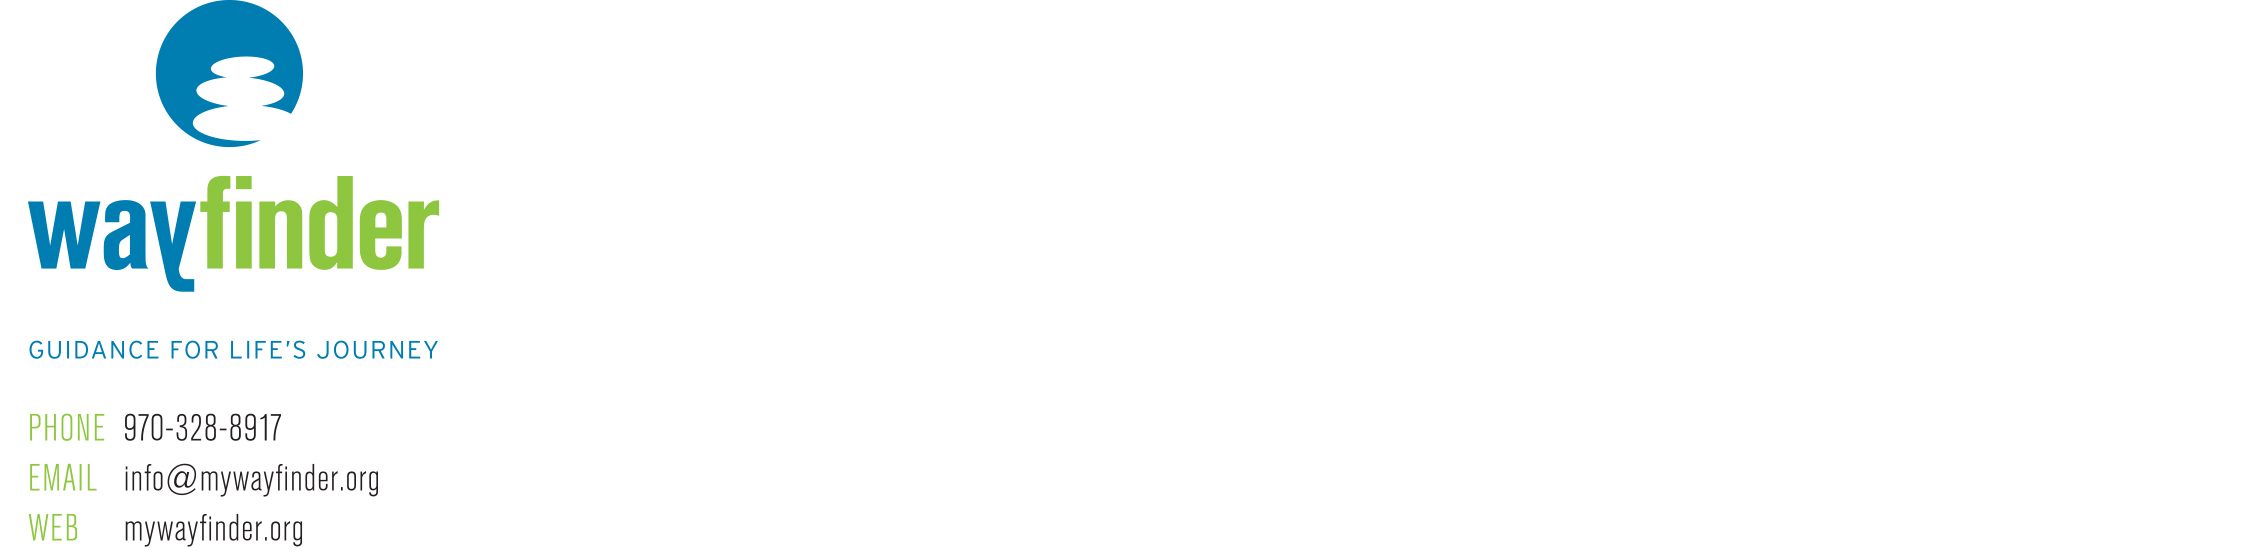 wayfinder
GUIDANCE FOR LIFE'S JOURNEY
PHONE 970-328-8917
EMAIL info@mywayfinder.org
WEB mywayfinder.org